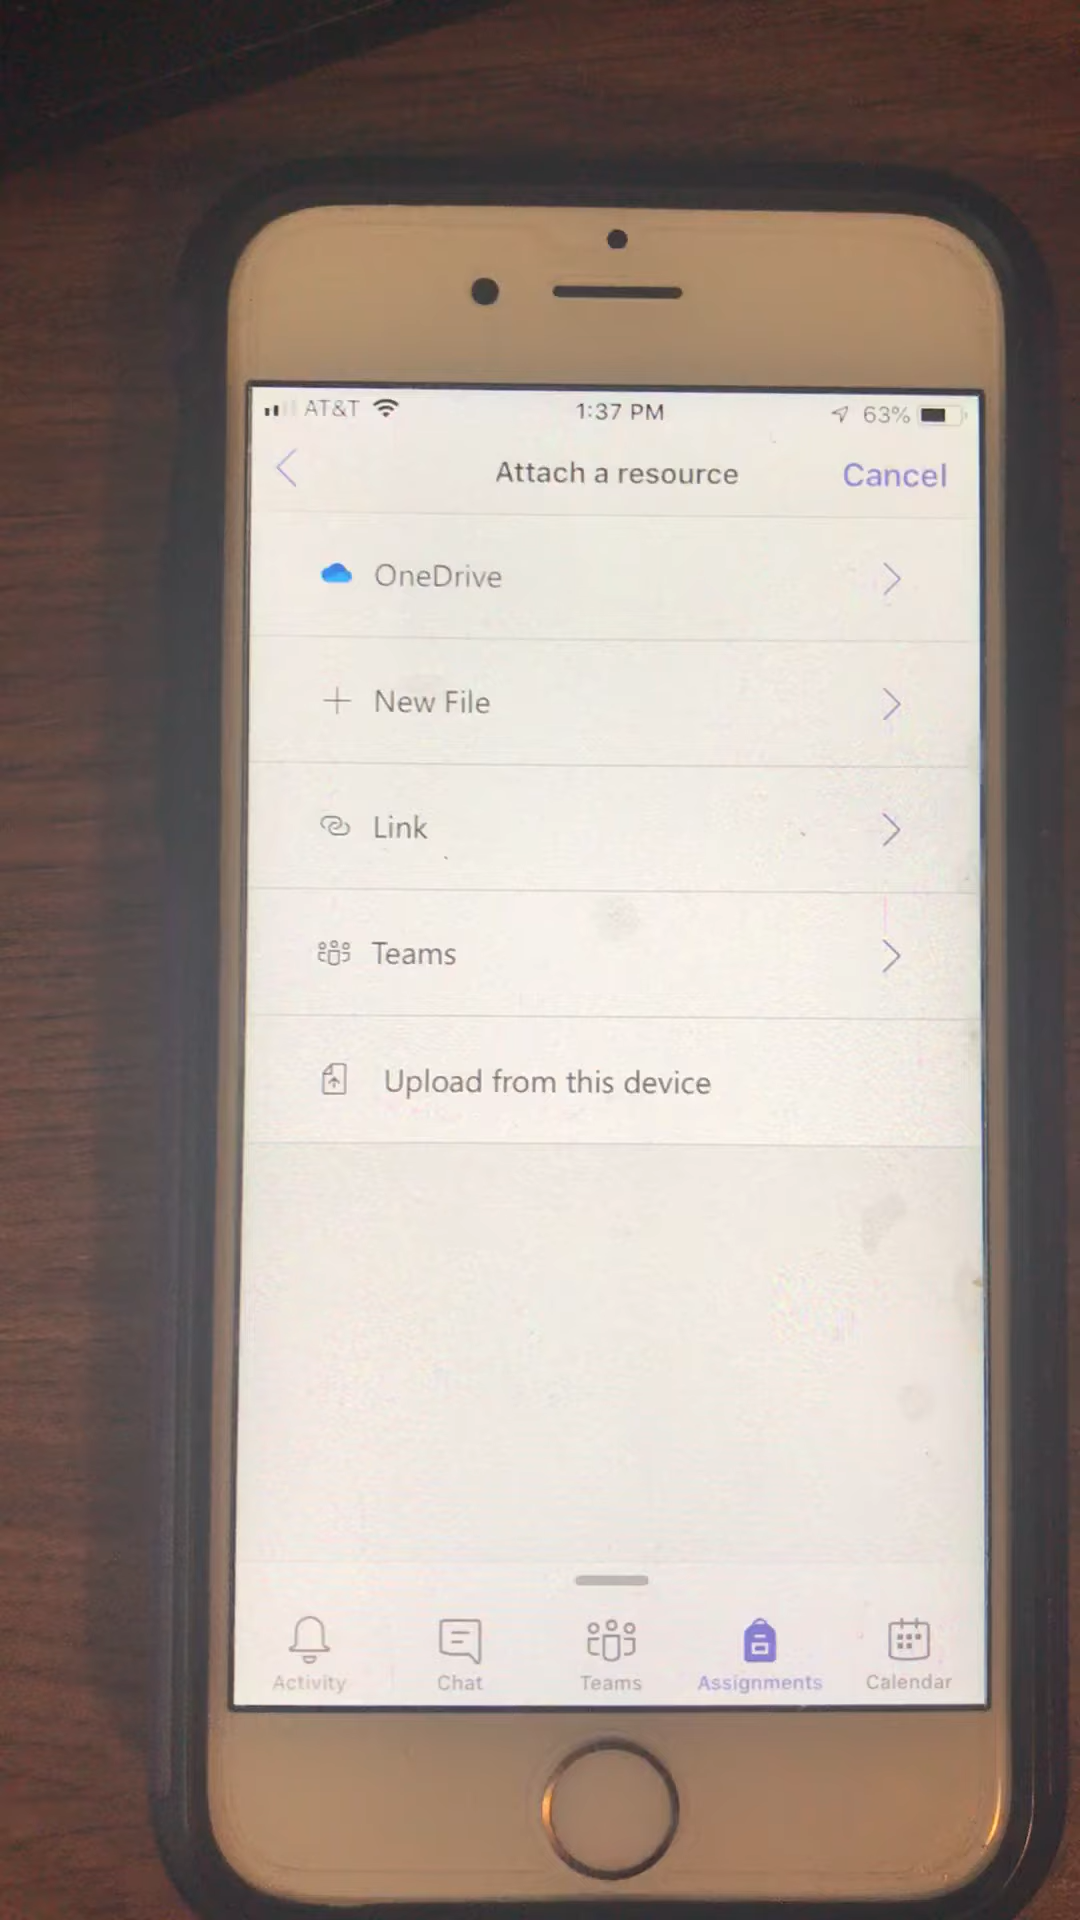 AT&T 1:37 PM 63%
Attach a resource Cancel
OneDrive
New File
Link
Teams
Upload from this device
Activity Chat Teams Assignments Calendar